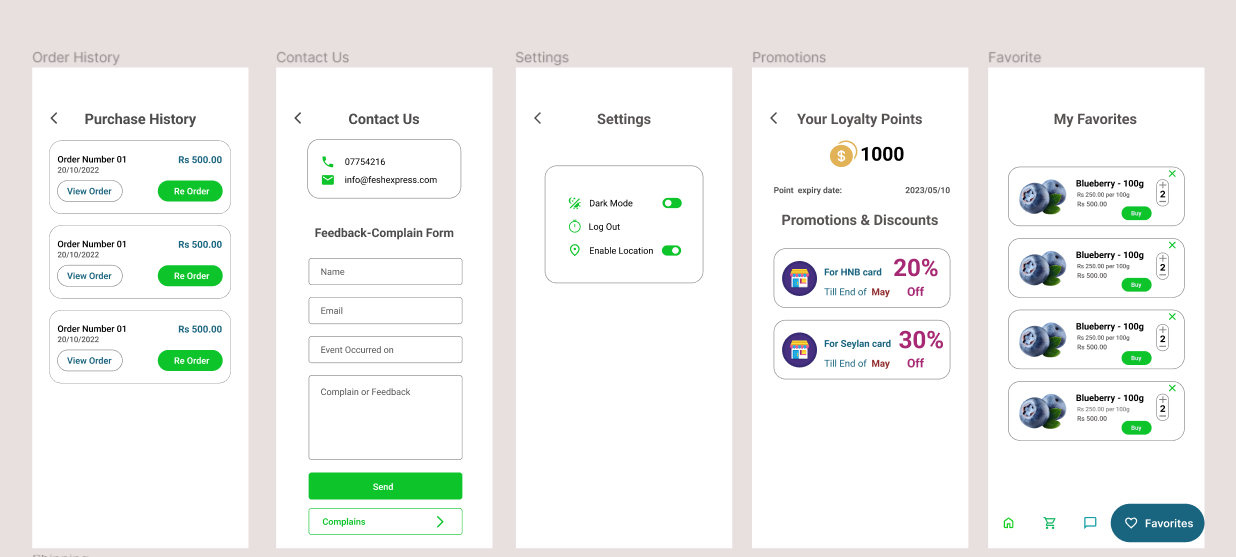 Order History
Purchase History
Order Number 01 Rs 500.00
20/10/2022
View Order Re Order
Order Number 01 Rs 500.00
20/10/2022
View Order Re Order
Order Number 01 Rs 500.00
20/10/2022
View Order Re Order
Contact Us
Contact Us
07754216
info@feshexpress.com
Feedback-Complain Form
Name
Email
Event Occurred on
Complain or Feedback
Send
Complains
Settings
Settings
Dark Mode
Log Out
Enable Location
Promotions
Your Loyalty Points
$ 1000
Point expiry date: 2023/05/10
Promotions & Discounts
For HNB card 20%
Till End of May Off
For Seylan card 30%
Till End of May Off
Favorite
My Favorites
Blueberry - 100g
Rs 250.00 per 100g
2
Rs 500.00
Buy
Blueberry - 100g
Rs 250.00 per 100g
2
Rs 500.00
Buy
Blueberry - 100g
Rs 250.00 per 100g
2
Rs 500.00
Buy
Blueberry - 100g
Rs 250.00 per 100g
2
Rs 500.00
Buy
Favorites